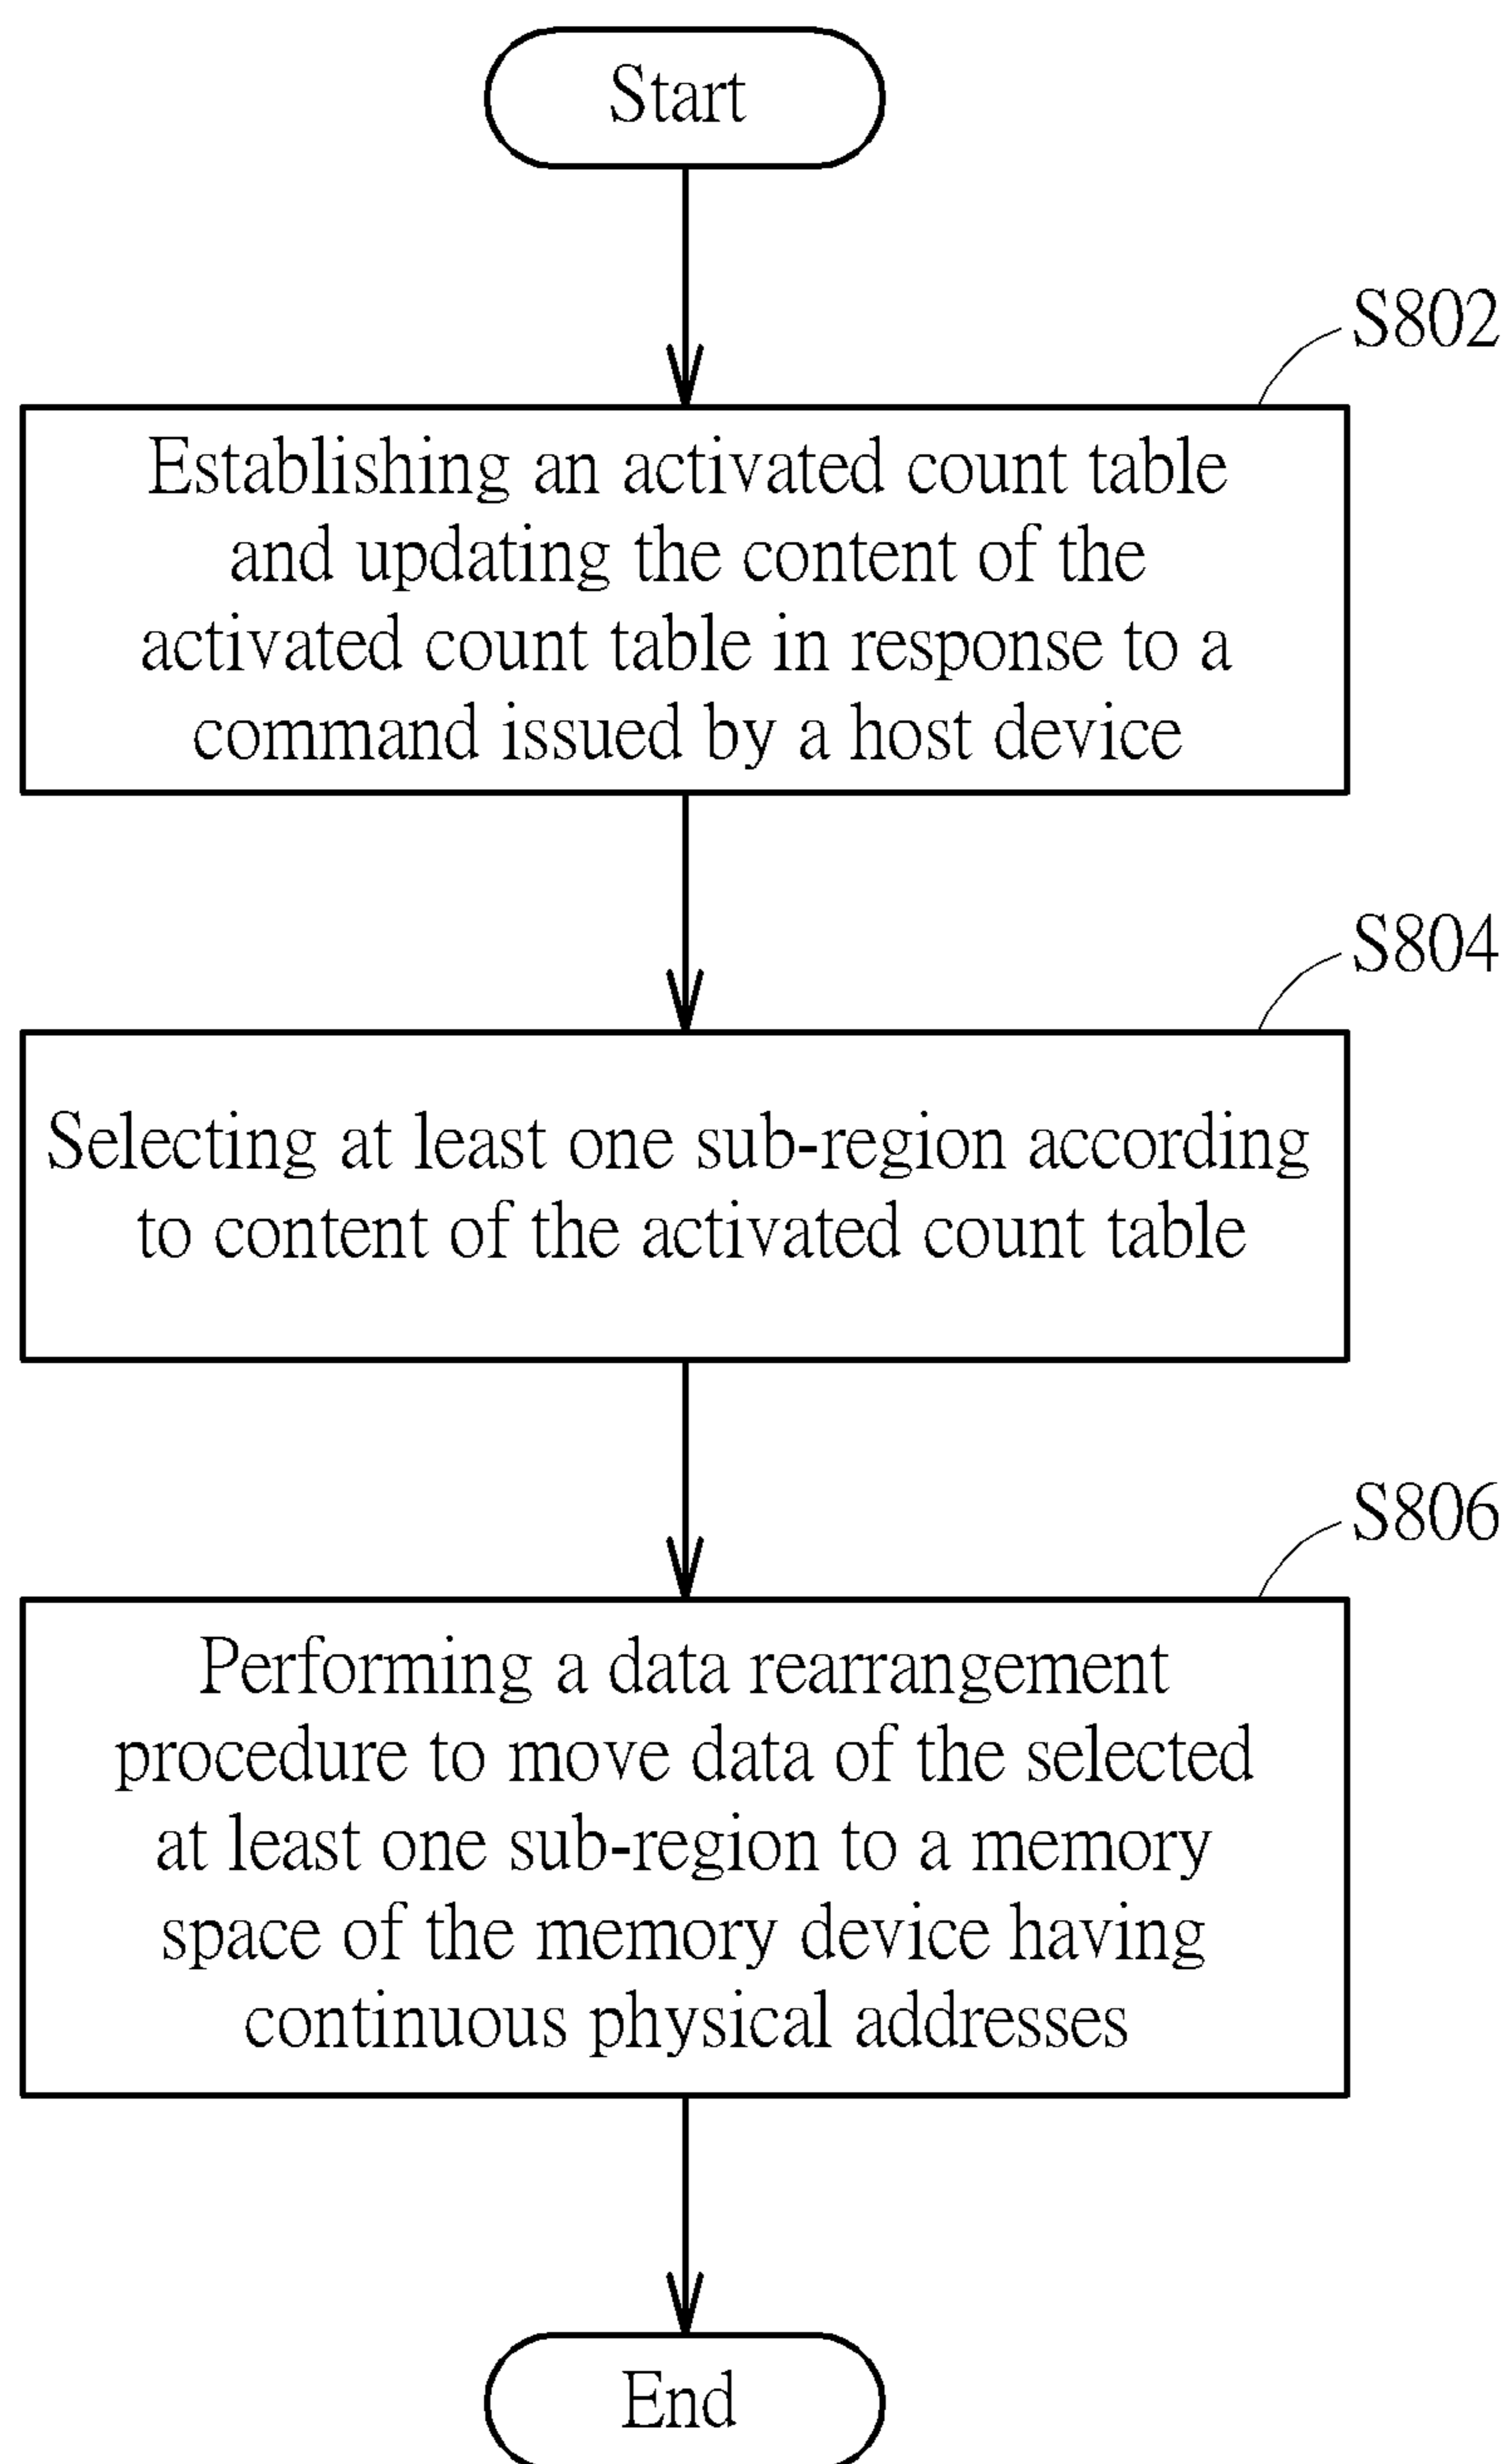 Start
S802
Establishing an activated count table
and updating the content of the
activated count table in response to a
command issued by a host device
S804
Selecting at least one sub-region according
to content of the activated count table
S806
Performing a data rearrangement
procedure to move data of the selected
at least one sub-region to a memory
space of the memory device having
continuous physical addresses
End